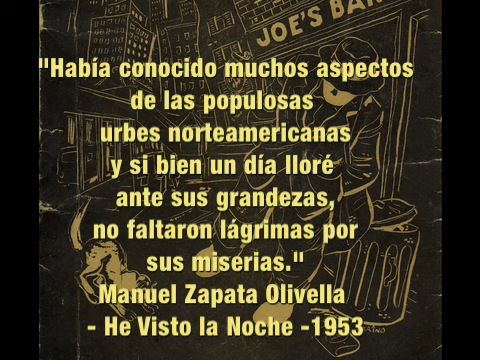 JOE'S BAR
"Había conocido muchos aspectos
de las populosas
urbes norteamericanas
y si bien un día lloré
ante sus grandezas,
no faltaron lágrimas por
sus miserias."
Manuel Zapata Olivella
- He Visto la Noche -1953